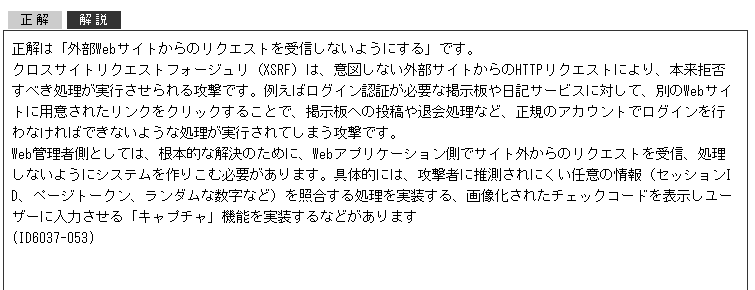 正解 解説
正解は「外部Webサイトからのリクエストを受信しないようにする」です。
クロスサイトリクエストフォージュリ（XSRF）は、意図しない外部サイトからのHTTPリクエストにより、本来拒否
すべき処理が実行させられる攻撃です。例えばログイン認証が必要な掲示板や日記サービスに対して、別のWebサイ
トに用意されたリンクをクリックすることで、掲示板への投稿や退会処理など、正規のアカウントでログインを行
わなければできないような処理が実行されてしまう攻撃です。
Web管理者側としては、根本的な解決のために、Webアプリケーション側でサイト外からのリクエストを受信、処理
しないようにシステムを作りこむ必要があります。具体的には、攻撃者に推測されにくい任意の情報（セッションI
D、ページトークン、ランダムな数字など）を照合する処理を実装する、画像化されたチェックコードを表示しユー
ザーに入力させる「キャプチャ」機能を実装するなどがあります
(ID6037-053)